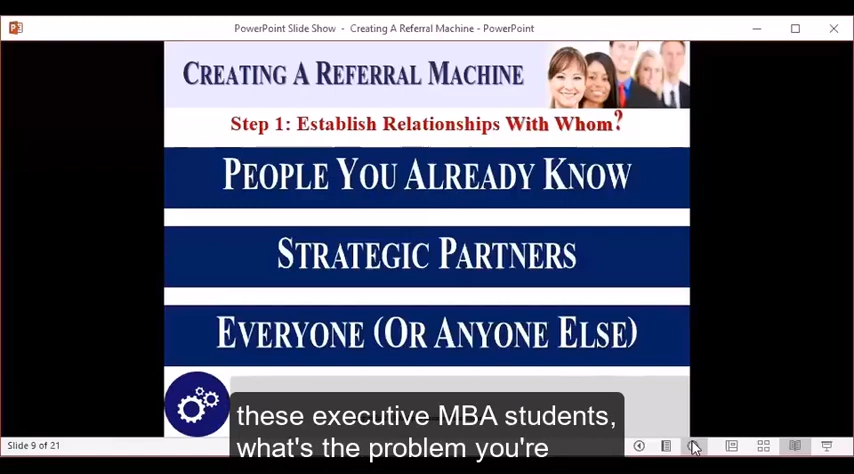 PowerPoint Slide Show - Creating A Referral Machine - PowerPoint
CREATING A REFERRAL MACHINE
Step 1: Establish Relationships With Whom?
PEOPLE YOU ALREADY KNOW
STRATEGIC PARTNERS
EVERYONE (OR ANYONE ELSE)
these executive MBA students,
what's the problem you're
Slide 9 of 21